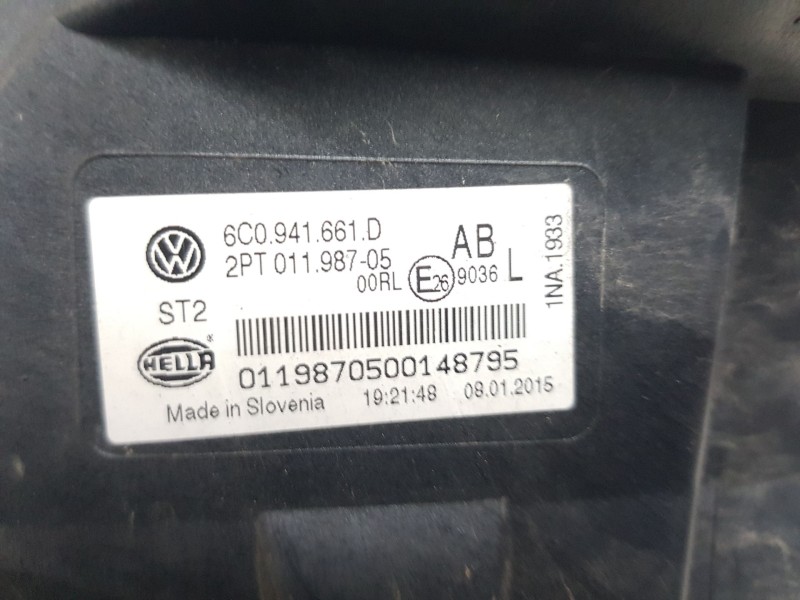 6C0.941.661.D
2PT 011.987-05
AB
00RL E26 9036 L
ST2
1NA.1933
HELLA®
0119870500148795
Made in Slovenia 19:21:48 08.01.2015